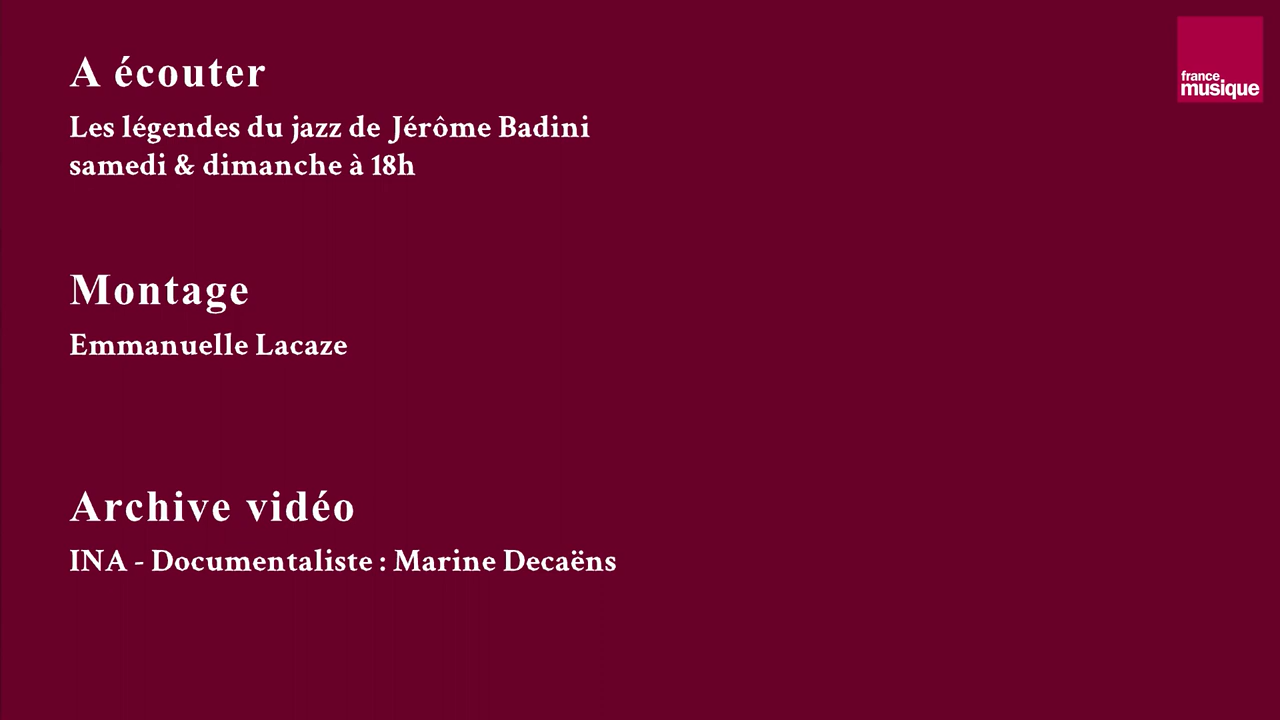 A écouter
Les légendes du jazz de Jérôme Badini
samedi & dimanche à 18h
Montage
Emmanuelle Lacaze
Archive vidéo
INA - Documentaliste : Marine Decaëns
france
musique